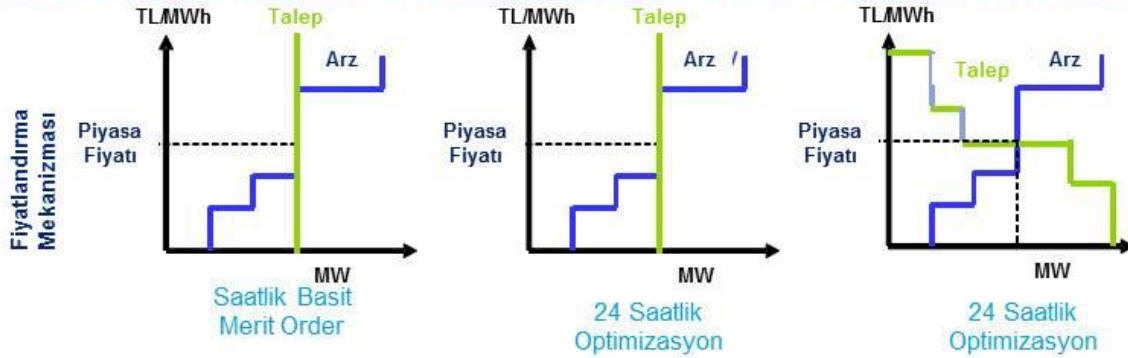 Fiyatlandırma
Mekanizması
TL/MWh
Talep
Arz
Piyasa
Fiyatı
MW
Saatlik Basit
Merit Order
TL/MWh
Talep
Arz
Piyasa
Fiyatı
MW
24 Saatlik
Optimizasyon
TL/MWh
Talep
Arz
Piyasa
Fiyatı
MW
24 Saatlik
Optimizasyon